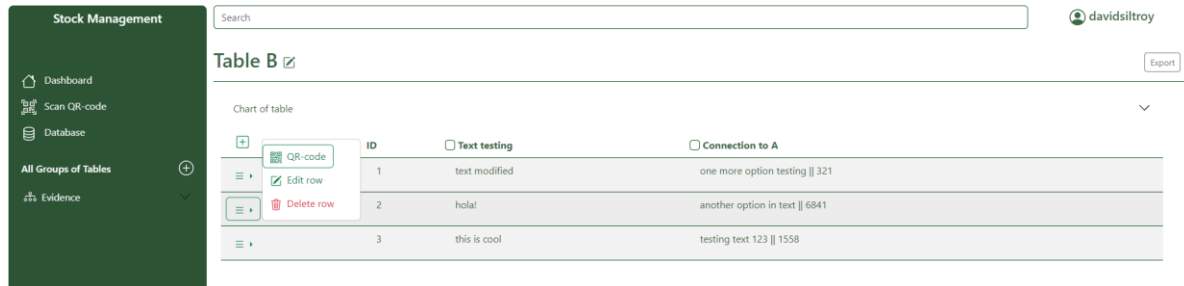 Stock Management
Search
davidsiltroy
Dashboard
Scan QR-code
Database
All Groups of Tables
Evidence
Table B
Export
Chart of table
ID Text testing Connection to A
1 text modified one more option testing || 321
2 hola! another option in text || 6841
3 this is cool testing text 123 || 1558
QR-code
Edit row
Delete row